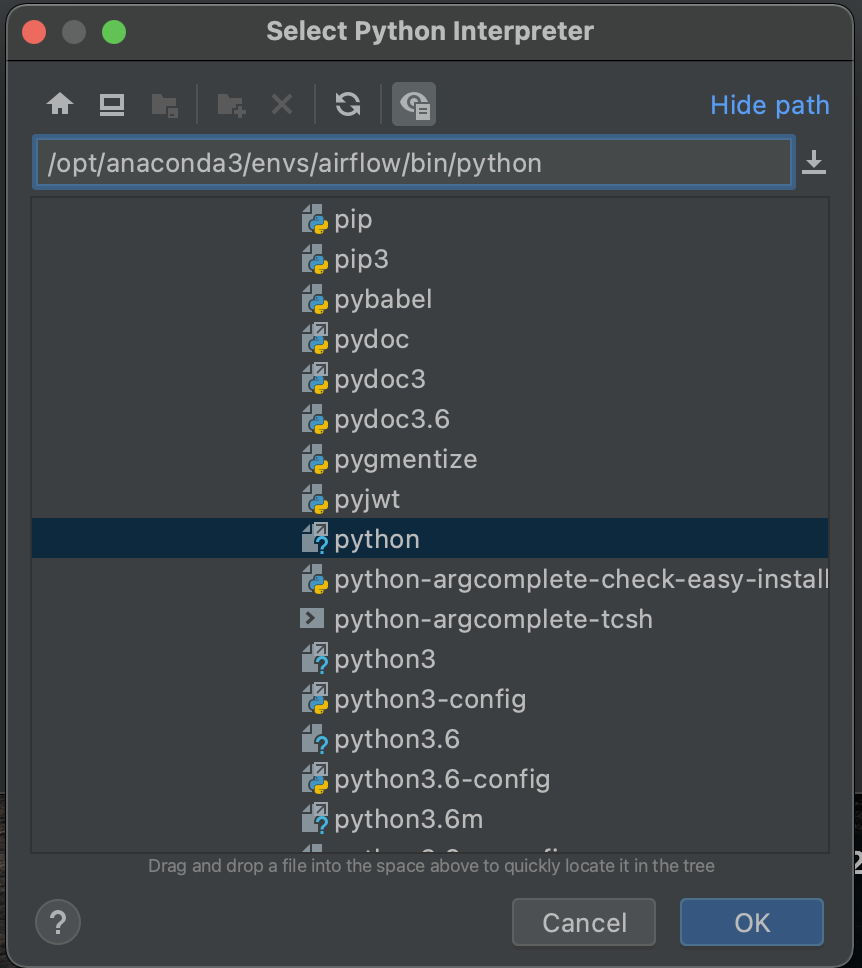 Select Python Interpreter
Hide path
/opt/anaconda3/envs/airflow/bin/python
pip
pip3
pybabel
pydoc
pydoc3
pydoc3.6
pygmentize
pyjwt
python
python-argcomplete-check-easy-install
python-argcomplete-tcsh
python3
python3-config
python3.6
python3.6-config
python3.6m
Drag and drop a file into the space above to quickly locate it in the tree
?
Cancel
OK